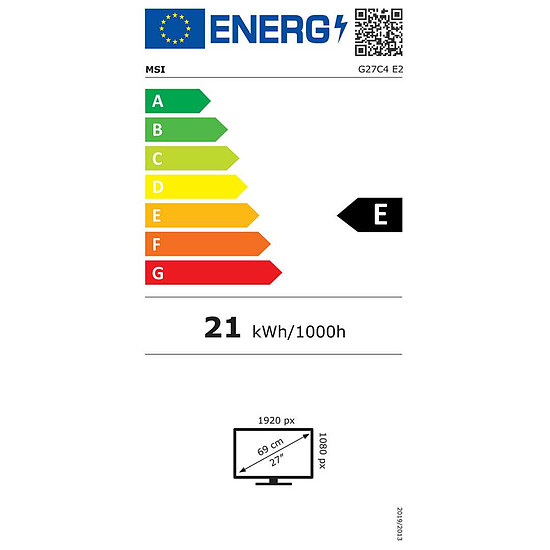 ENERG
MSI G27C4 E2
A
B
C
D
E
E
F
G
21 kWh/1000h
1920 px
1080 px
69 cm
27"
2019/2013